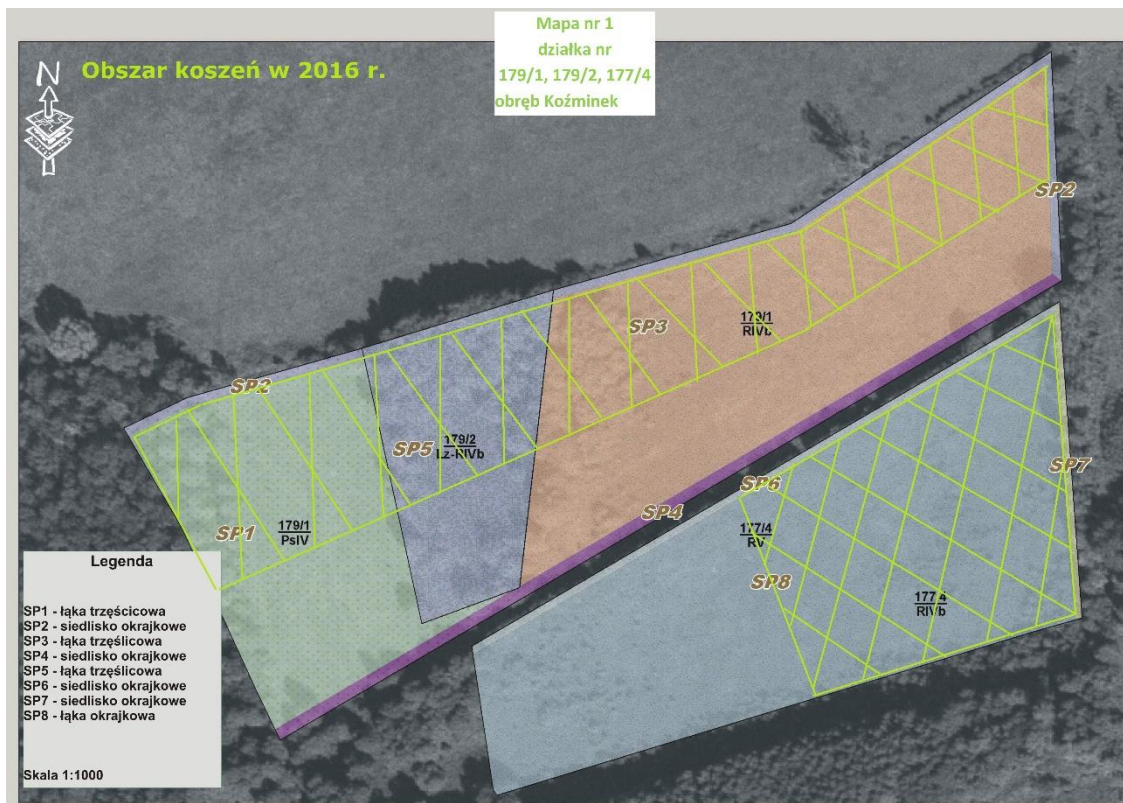 Mapa nr 1
działka nr
179/1, 179/2, 177/4
obręb Koźminek
Obszar koszeń w 2016 r.
N
SP2
SP3
179/1
RIVb
SP2
SP5
179/2
Lz-RIVb
SP7
SP6
SP4
SP1
179/1
PsIV
177/4
RV
SP8
177/4
RIVb
Legenda
SP1 - łąka trzęścicowa
SP2 - siedlisko okrajkowe
SP3 - łąka trzęślicowa
SP4 - siedlisko okrajkowe
SP5 - łąka trzęślicowa
SP6 - siedlisko okrajkowe
SP7 - siedlisko okrajkowe
SP8 - łąka okrajkowa
Skala 1:1000